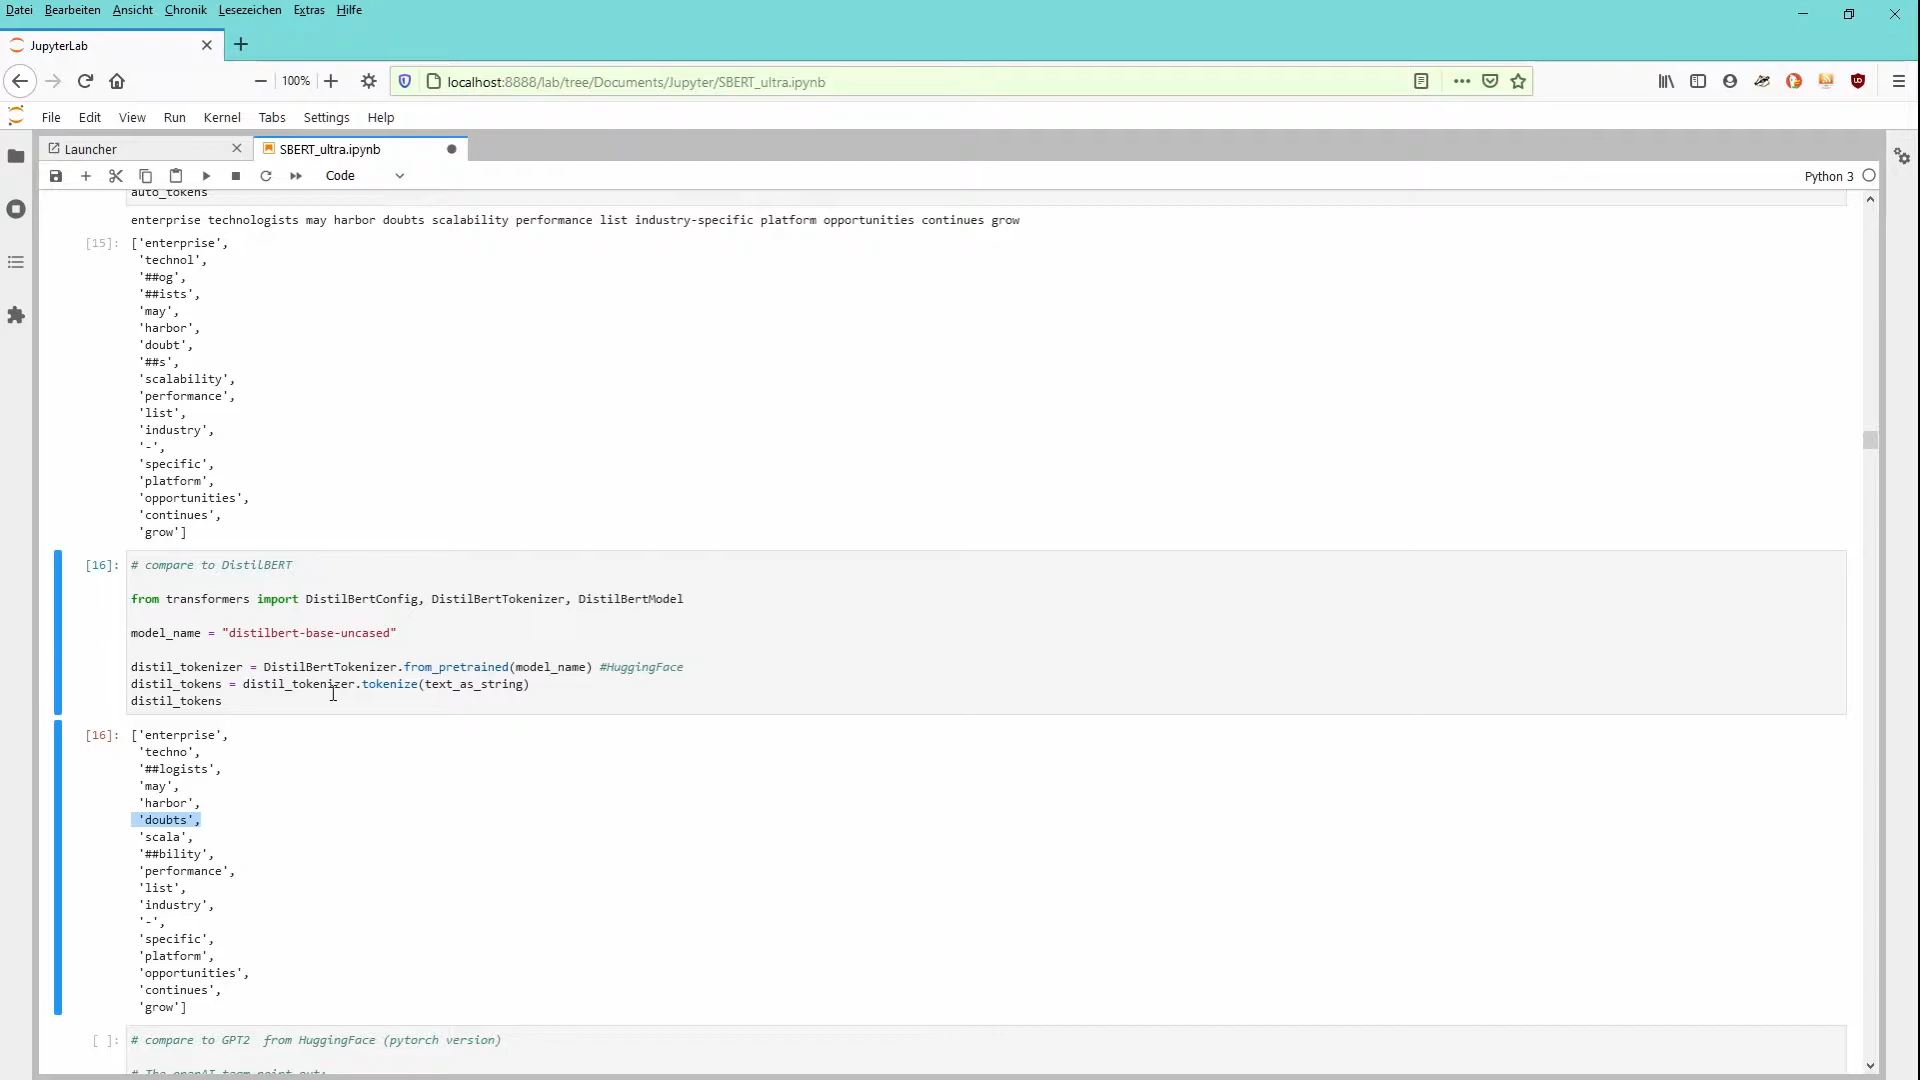 Datei Bearbeiten Ansicht Chronik Lesezeichen Extras Hilfe
JupyterLab
100%
localhost:8888/lab/tree/Documents/Jupyter/SBERT_ultra.ipynb
File Edit View Run Kernel Tabs Settings Help
Launcher SBERT_ultra.ipynb
Code Python 3
auto_tokens
enterprise technologists may harbor doubts scalability performance list industry-specific platform opportunities continues grow
[15]: ['enterprise',
'technol',
'##og',
'##ists',
'may',
'harbor',
'doubt',
'##s',
'scalability',
'performance',
'list',
'industry',
'-',
'specific',
'platform',
'opportunities',
'continues',
'grow']
[16]: # compare to DistilBERT
from transformers import DistilBertConfig, DistilBertTokenizer, DistilBertModel
model_name = "distilbert-base-uncased"
distil_tokenizer = DistilBertTokenizer.from_pretrained(model_name) #HuggingFace
distil_tokens = distil_tokenizer.tokenize(text_as_string)
distil_tokens
[16]: ['enterprise',
'techno',
'##logists',
'may',
'harbor',
'doubts',
'scala',
'##bility',
'performance',
'list',
'industry',
'-',
'specific',
'platform',
'opportunities',
'continues',
'grow']
[ ]: # compare to GPT2 from HuggingFace (pytorch version)
# The openAI team point out: